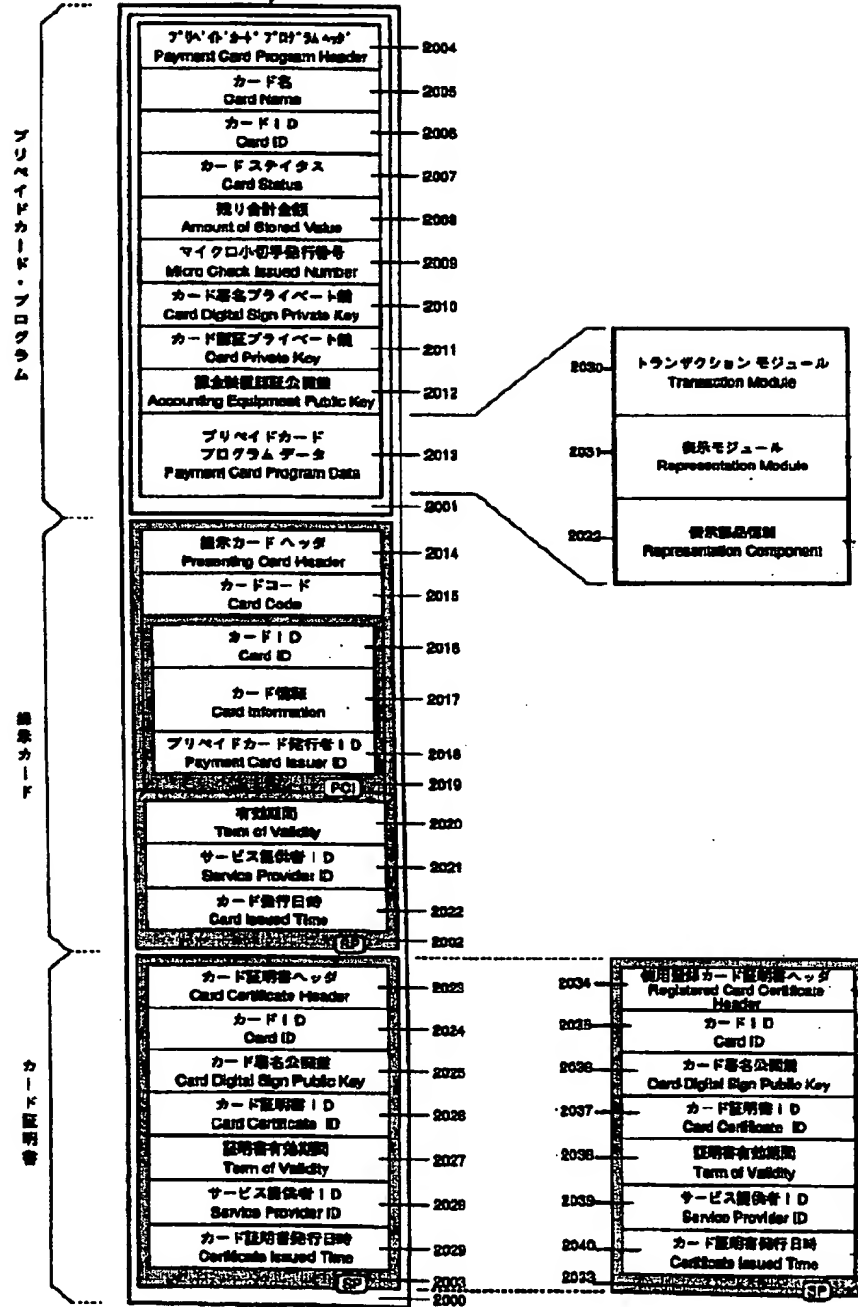 プリペイドカード プログラムヘッダ
Payment Card Program Header
2004
カード名
Card Name
2005
カード ID
Card ID
2006
カード ステイタス
Card Status
2007
残り合計金額
Amount of Stored Value
2008
マイクロ小切手発行番号
Micro Check Issued Number
2009
カード署名プライベート鍵
Card Digital Sign Private Key
2010
カード認証プライベート鍵
Card Private Key
2011
課金装置認証公開鍵
Accounting Equipment Public Key
2012
プリペイドカード
プログラム データ
Payment Card Program Data
2013
2001
プリペイドカード・プログラム
2030
トランザクション モジュール
Transaction Module
2031
表示モジュール
Representation Module
表示部品情報
Representation Component
提示カード ヘッダ
Presenting Card Header
2014
カードコード
Card Code
2015
カード ID
Card ID
2016
カード情報
Card Information
2017
プリペイドカード発行者 ID
Payment Card Issuer ID
2018
2019
PCI
有効期間
Term of Validity
2020
サービス提供者 ID
Service Provider ID
2021
カード発行日時
Card Issued Time
2022
2002
SP
提示カード
カード証明書ヘッダ
Card Certificate Header
2023
カード ID
Card ID
2024
カード署名公開鍵
Card Digital Sign Public Key
2025
カード証明書 ID
Card Certificate ID
2026
証明書有効期間
Term of Validity
2027
サービス提供者 ID
Service Provider ID
2028
カード証明書発行日時
Certificate Issued Time
2029
2003
SP
2000
カード証明書
2034
使用登録カード証明書ヘッダ
Registered Card Certificate
Header
2035
カード ID
Card ID
2036
カード署名公開鍵
Card Digital Sign Public Key
2037
カード証明書 ID
Card Certificate ID
2038
証明書有効期間
Term of Validity
2039
サービス提供者 ID
Service Provider ID
2040
カード証明書発行日時
Certificate Issued Time
2033
SP